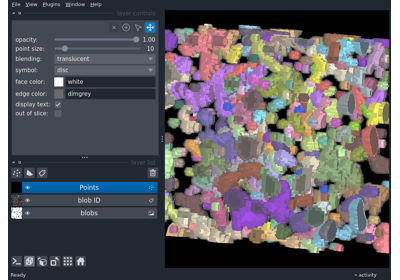 File View Plugins Window Help
layer controls
opacity: 1.00
point size: 10
blending: translucent
symbol: disc
face color: white
edge color: dimgrey
display text:
out of slice:
layer list
Points
blob ID
blobs
Ready
activity